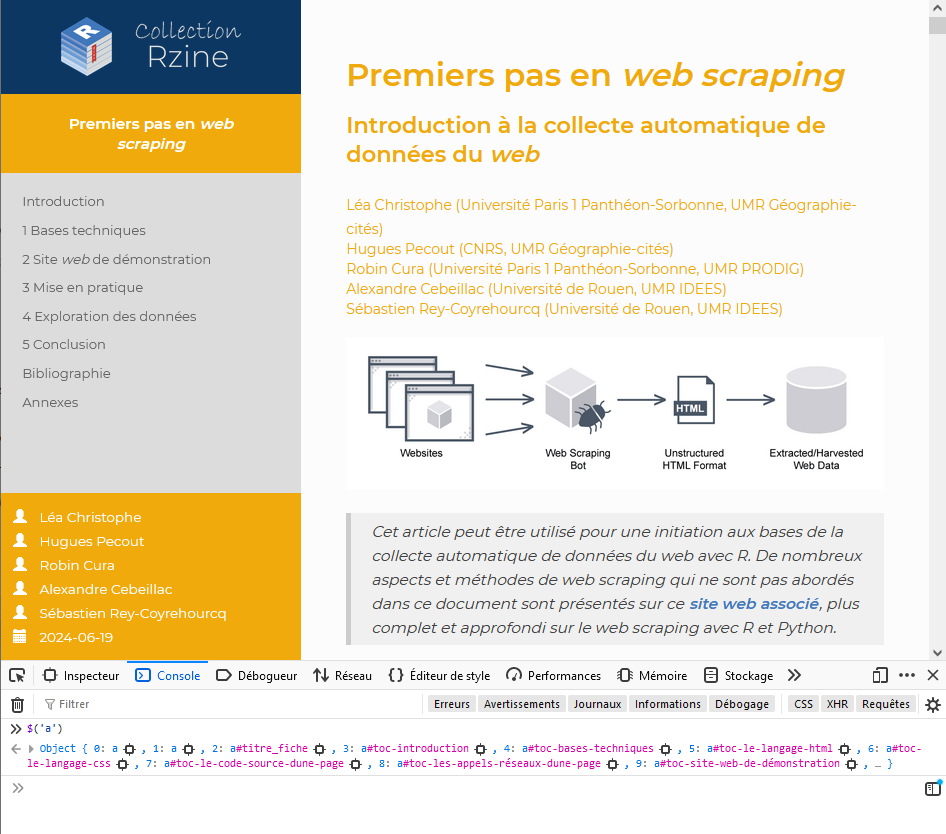 Collection
Rzine
R
Premiers pas en web
scraping
Introduction
1 Bases techniques
2 Site web de démonstration
3 Mise en pratique
4 Exploration des données
5 Conclusion
Bibliographie
Annexes
Léa Christophe
Hugues Pecout
Robin Cura
Alexandre Cebeillac
Sébastien Rey-Coyrehourcq
2024-06-19
Premiers pas en web scraping
Introduction à la collecte automatique de
données du web
Léa Christophe (Université Paris 1 Panthéon-Sorbonne, UMR Géographie-
cités)
Hugues Pecout (CNRS, UMR Géographie-cités)
Robin Cura (Université Paris 1 Panthéon-Sorbonne, UMR PRODIG)
Alexandre Cebeillac (Université de Rouen, UMR IDEES)
Sébastien Rey-Coyrehourcq (Université de Rouen, UMR IDEES)
HTML
Websites
Web Scraping
Bot
Unstructured
HTML Format
Extracted/Harvested
Web Data
Cet article peut être utilisé pour une initiation aux bases de la
collecte automatique de données du web avec R. De nombreux
aspects et méthodes de web scraping qui ne sont pas abordés
dans ce document sont présentés sur ce site web associé, plus
complet et approfondi sur le web scraping avec R et Python.
Inspecteur Console Débogueur Réseau Éditeur de style Performances Mémoire Stockage
Filtrer Erreurs Avertissements Journaux Informations Débogage CSS XHR Requêtes
$('a')
Object { 0: a , 1: a , 2: a#titre_fiche , 3: a#toc-introduction , 4: a#toc-bases-techniques , 5: a#toc-le-langage-html , 6: a#toc-
le-langage-css , 7: a#toc-le-code-source-dune-page , 8: a#toc-les-appels-réseaux-dune-page , 9: a#toc-site-web-de-démonstration , … }